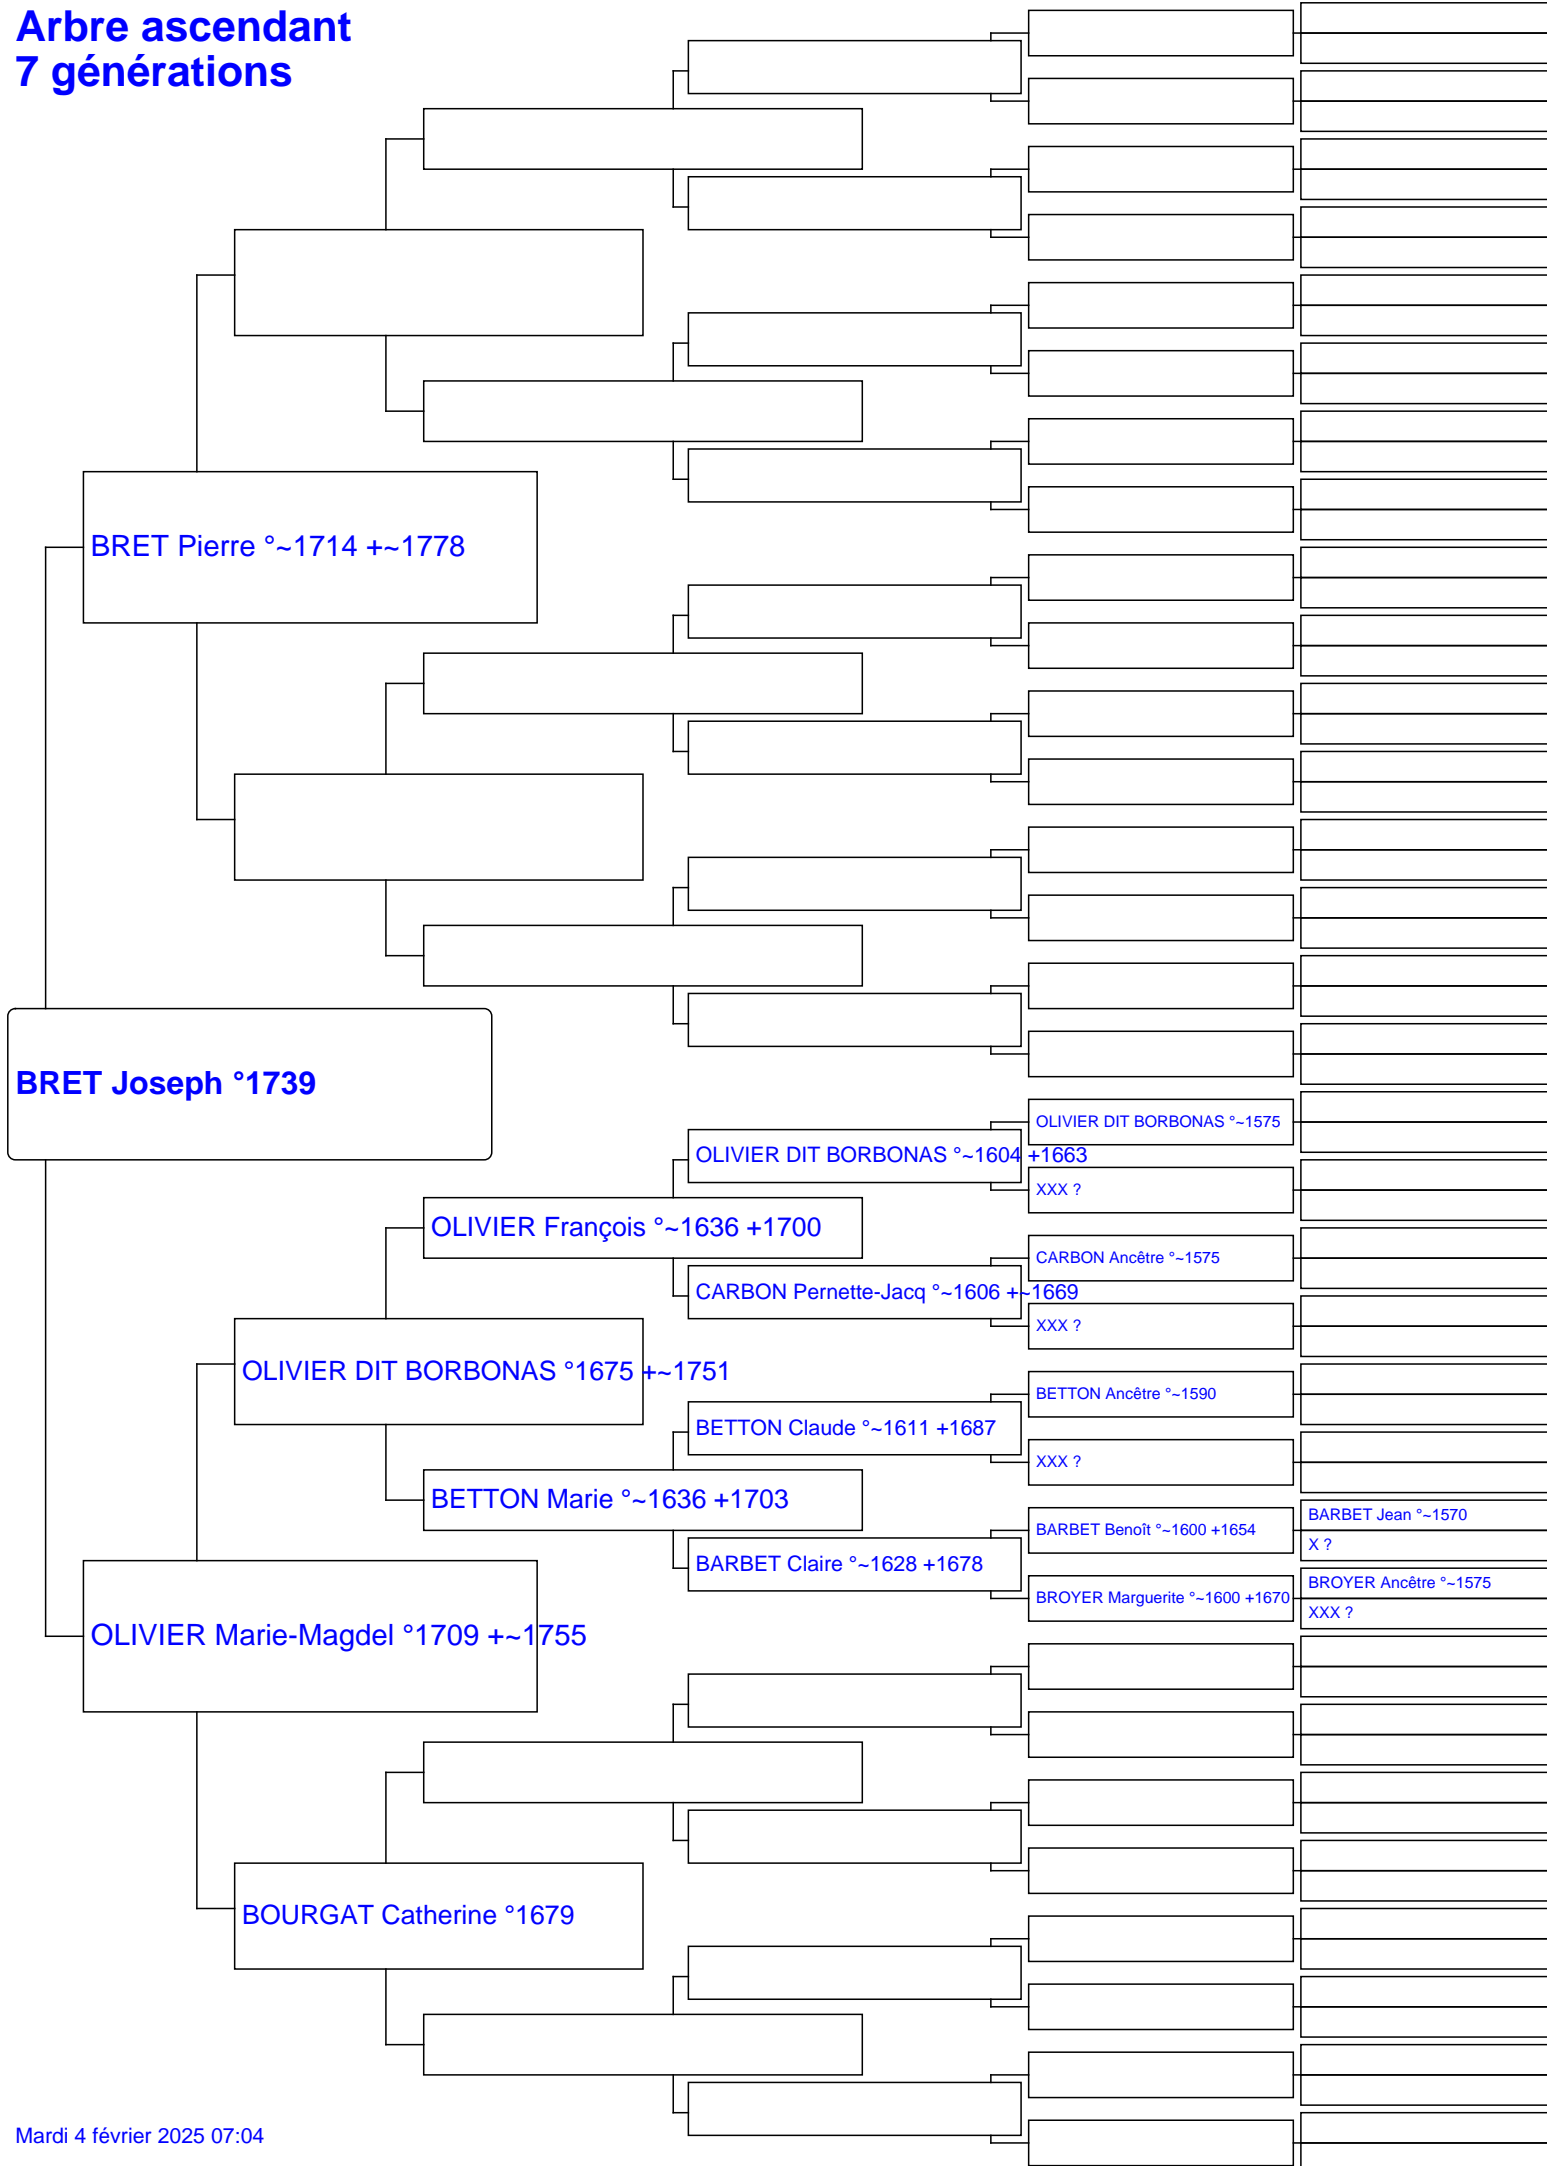 Arbre ascendant
7 générations
BRET Pierre °~1714 +~1778
BRET Joseph °1739
OLIVIER DIT BORBONAS °~1575
OLIVIER DIT BORBONAS °~1604 +1663
XXX ?
OLIVIER François °~1636 +1700
CARBON Ancêtre °~1575
CARBON Pernette-Jacq °~1606 +~1669
XXX ?
OLIVIER DIT BORBONAS °1675 +~1751
BETTON Ancêtre °~1590
BETTON Claude °~1611 +1687
XXX ?
BETTON Marie °~1636 +1703
BARBET Jean °~1570
BARBET Benoît °~1600 +1654
X ?
BARBET Claire °~1628 +1678
BROYER Ancêtre °~1575
BROYER Marguerite °~1600 +1670
XXX ?
OLIVIER Marie-Magdel °1709 +~1755
BOURGAT Catherine °1679
Mardi 4 février 2025 07:04